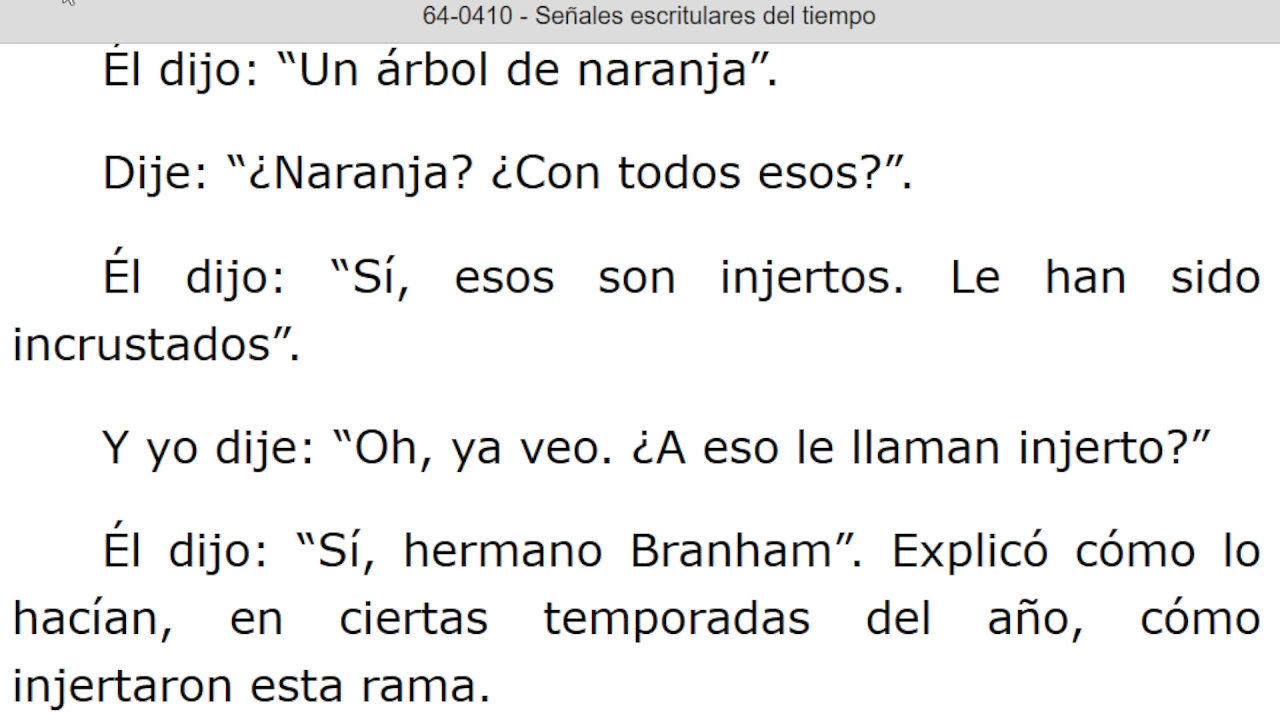 64-0410 - Señales escritulares del tiempo
Él dijo: “Un árbol de naranja”.
Dije: “¿Naranja? ¿Con todos esos?”.
Él dijo: “Sí, esos son injertos. Le han sido
incrustados”.
Y yo dije: “Oh, ya veo. ¿A eso le llaman injerto?”
Él dijo: “Sí, hermano Branham”. Explicó cómo lo
hacían, en ciertas temporadas del año, cómo
injertaron esta rama.